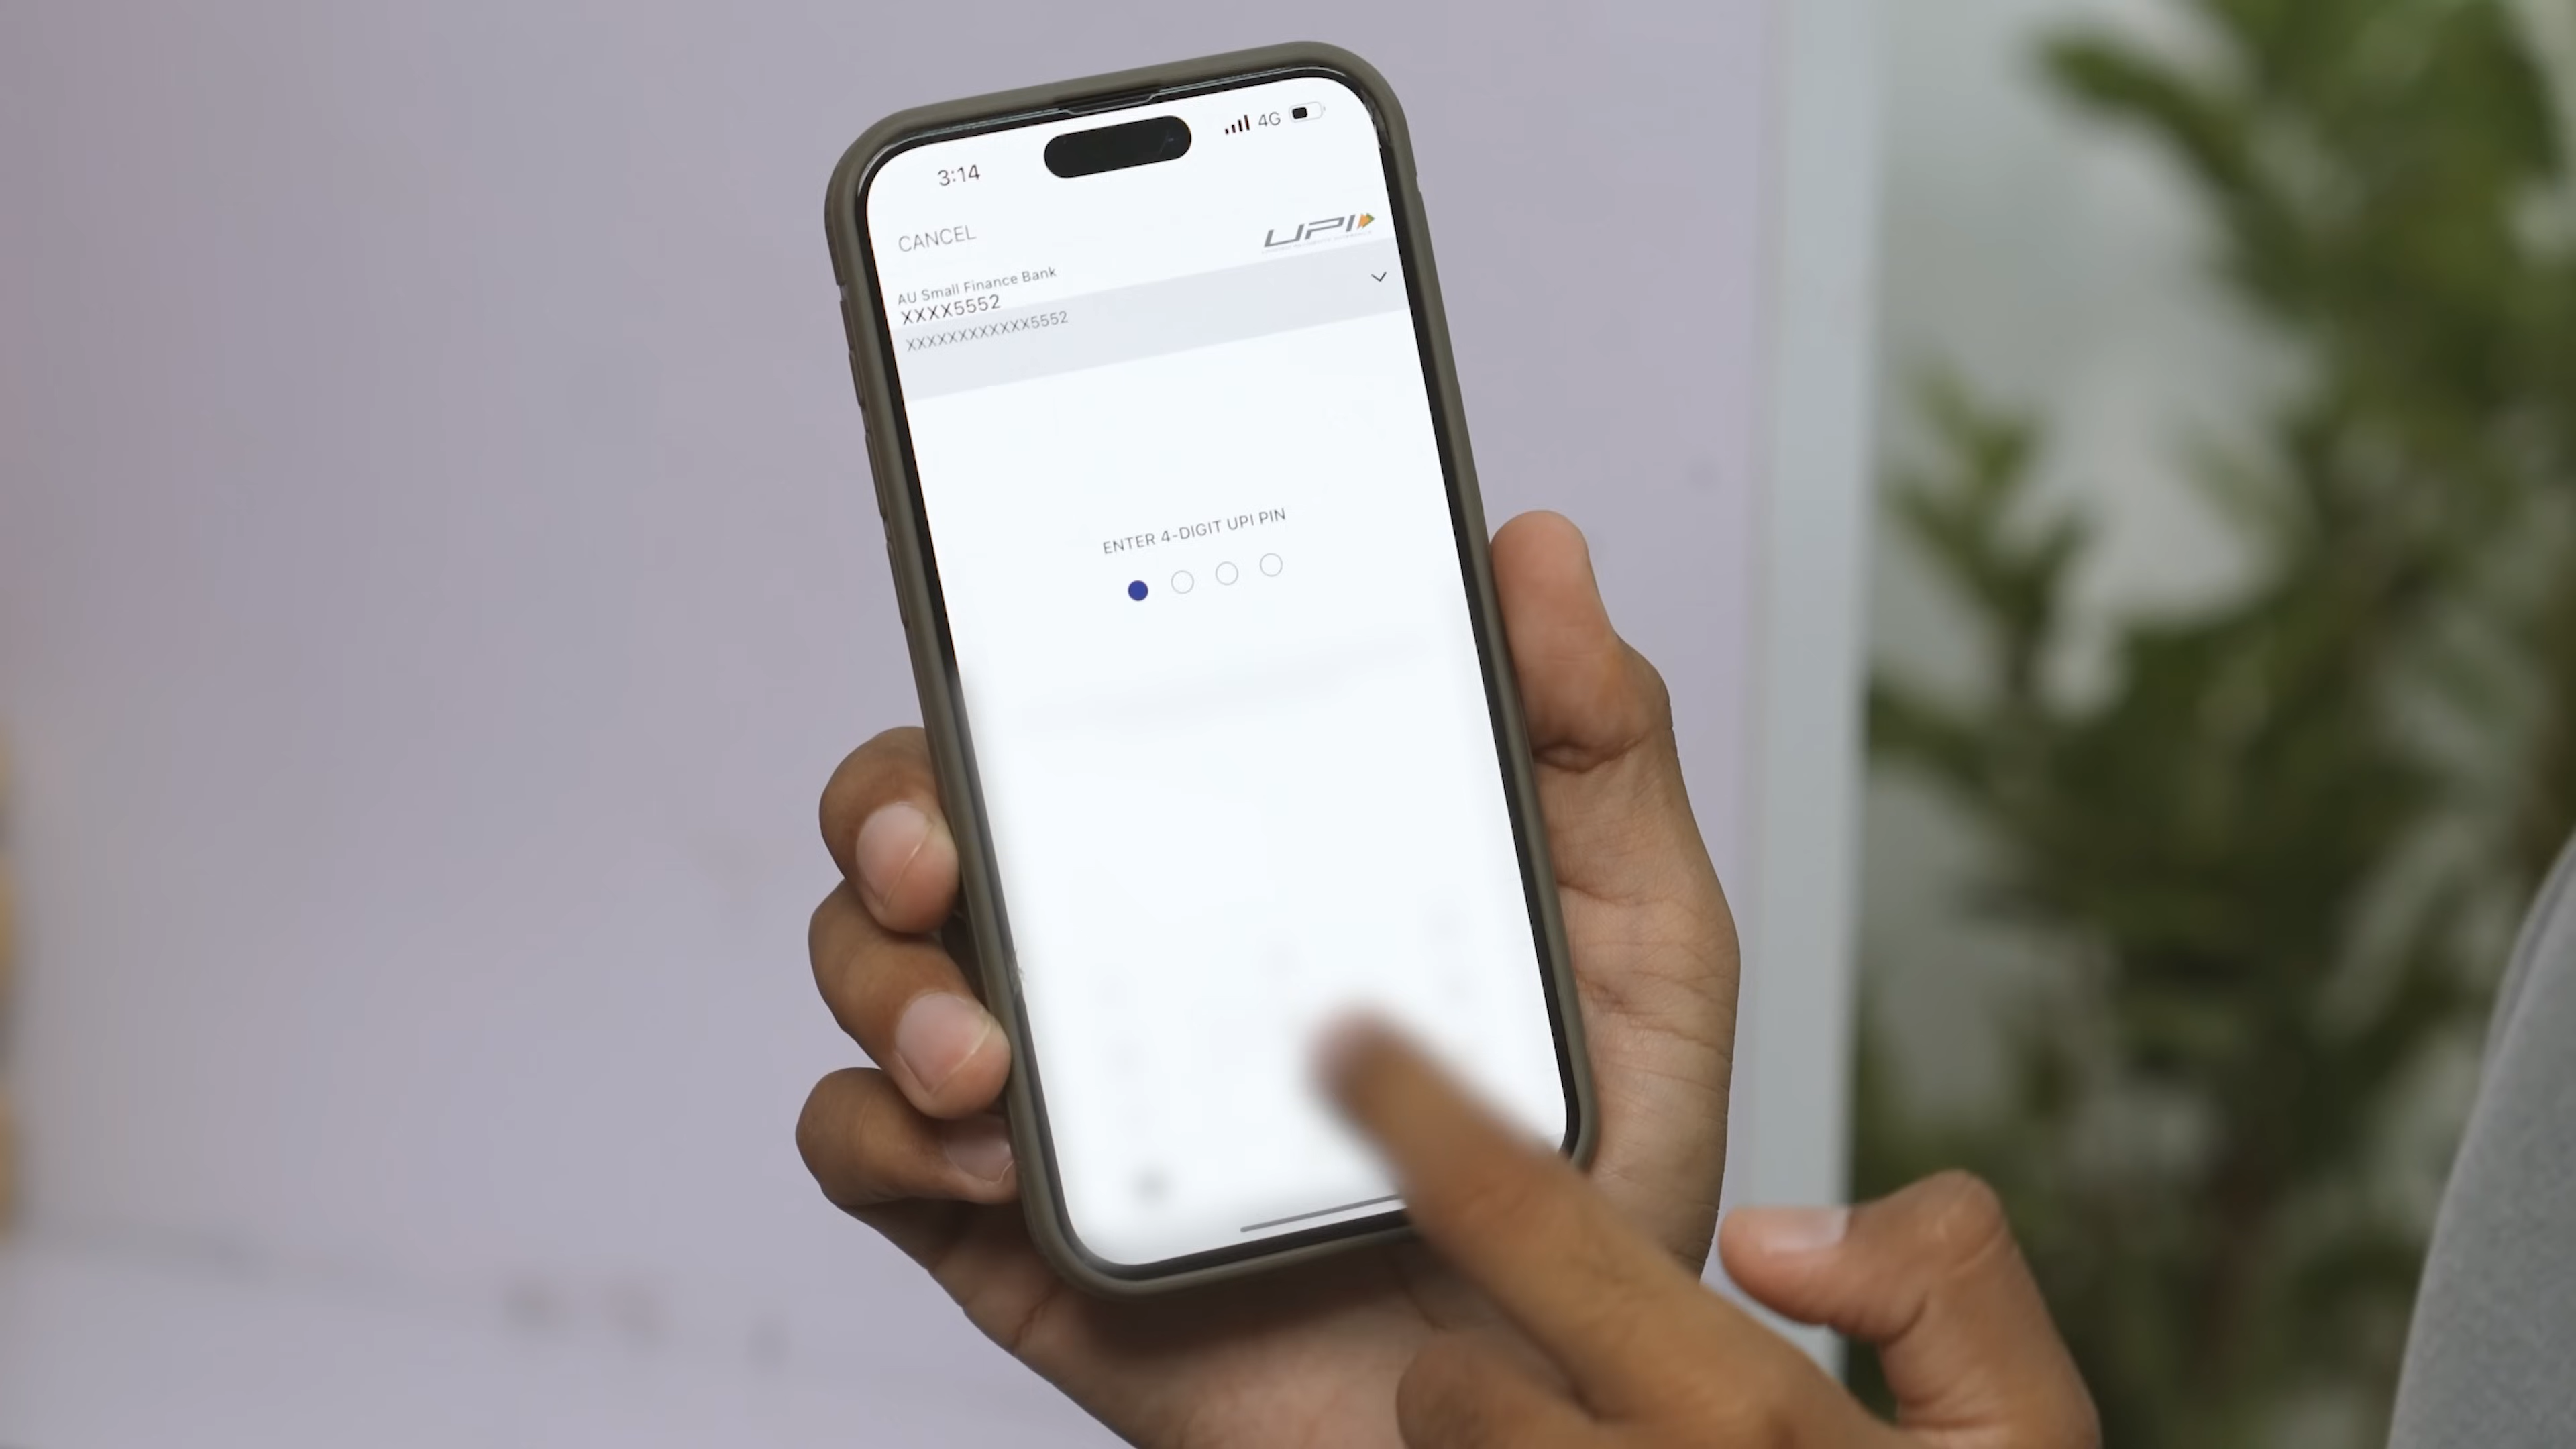 3:14
4G
CANCEL
UPI
AU Small Finance Bank
XXXX5552
XXXXXXXXXXXX5552
ENTER 4-DIGIT UPI PIN